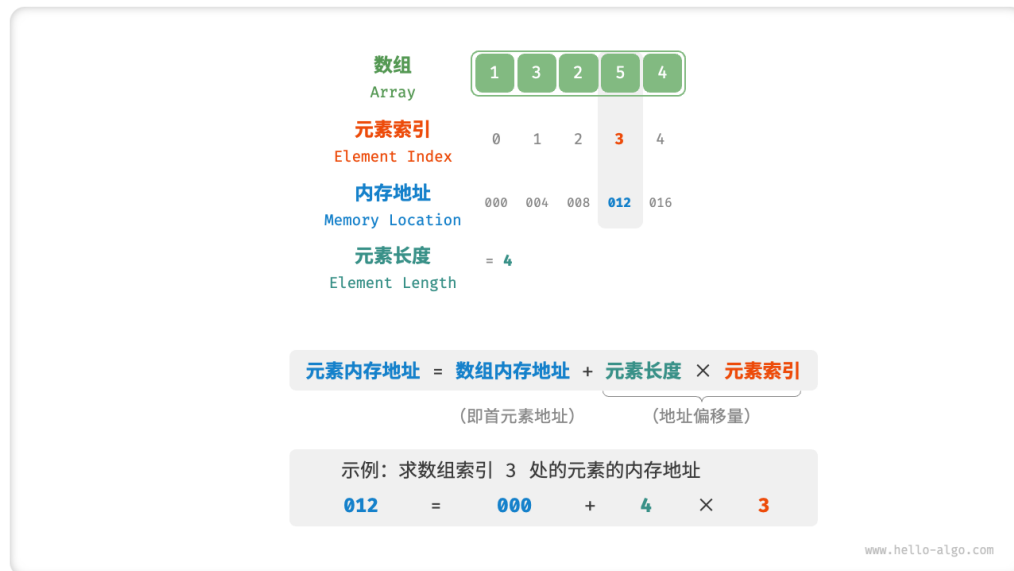 数组 1 3 2 5 4
Array
元素索引 0 1 2 3 4
Element Index
内存地址 000 004 008 012 016
Memory Location
元素长度 = 4
Element Length
元素内存地址 = 数组内存地址 + 元素长度 × 元素索引
(即首元素地址) (地址偏移量)
示例: 求数组索引 3 处的元素的内存地址
012 = 000 + 4 × 3
www.hello-algo.com